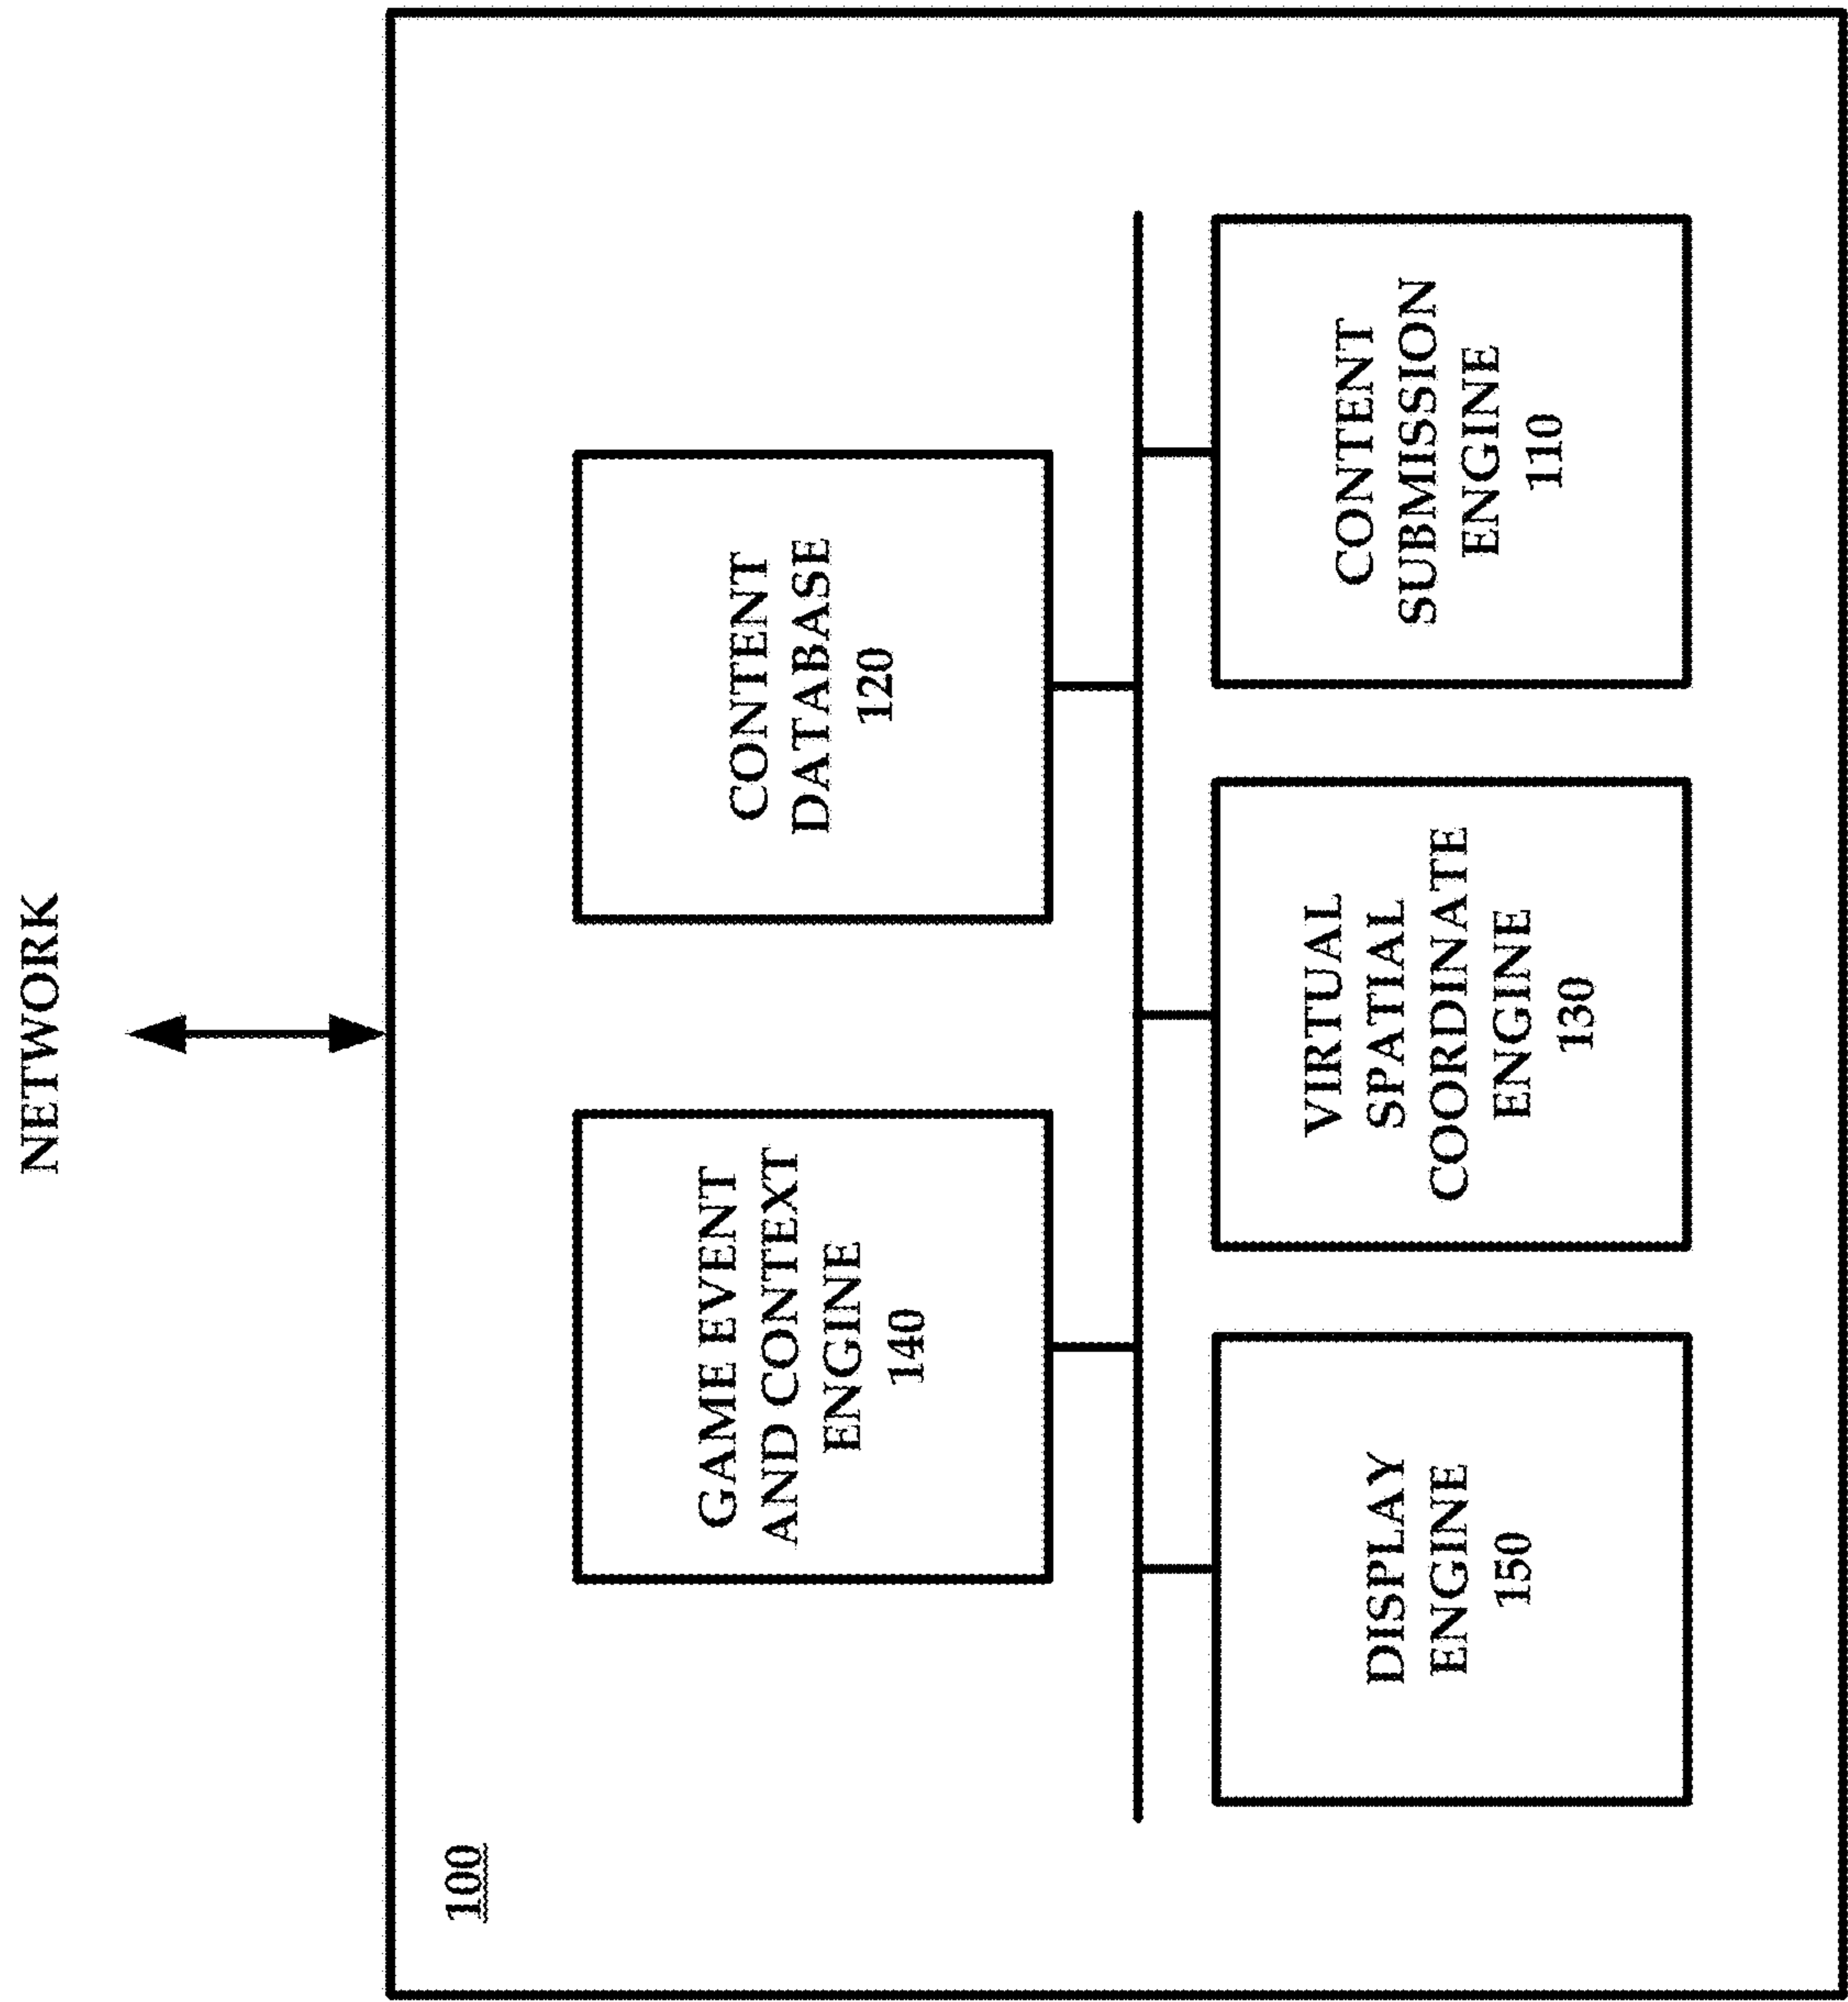 NETWORK
100
GAME EVENT
AND CONTEXT
ENGINE
140
CONTENT
DATABASE
120
DISPLAY
ENGINE
150
VIRTUAL
SPATIAL
COORDINATE
ENGINE
130
CONTENT
SUBMISSION
ENGINE
110